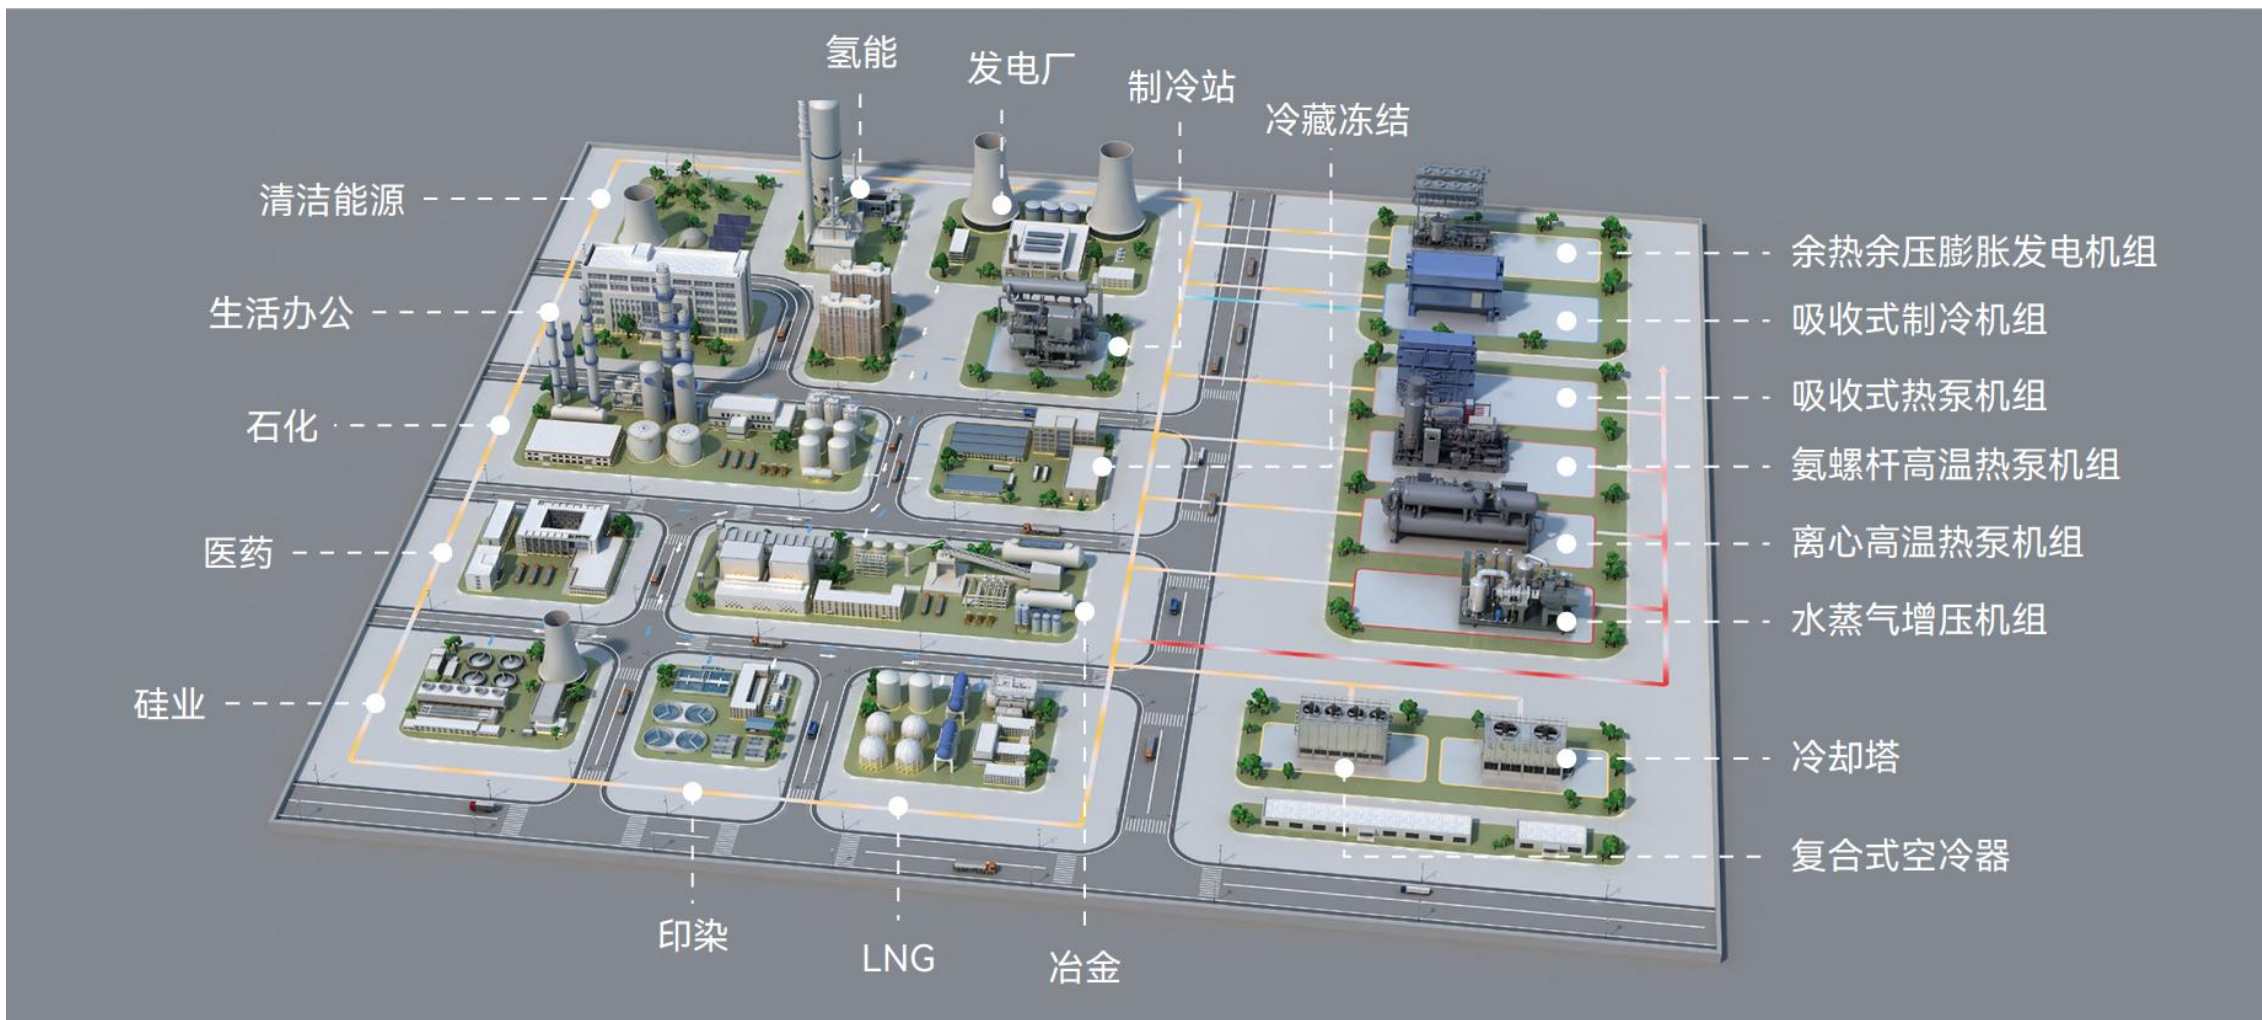 氢能
发电厂
制冷站
冷藏冻结
清洁能源
生活办公
石化
医药
硅业
余热余压膨胀发电机组
吸收式制冷机组
吸收式热泵机组
氨螺杆高温热泵机组
离心高温热泵机组
水蒸气增压机组
冷却塔
复合式空冷器
印染
LNG
冶金